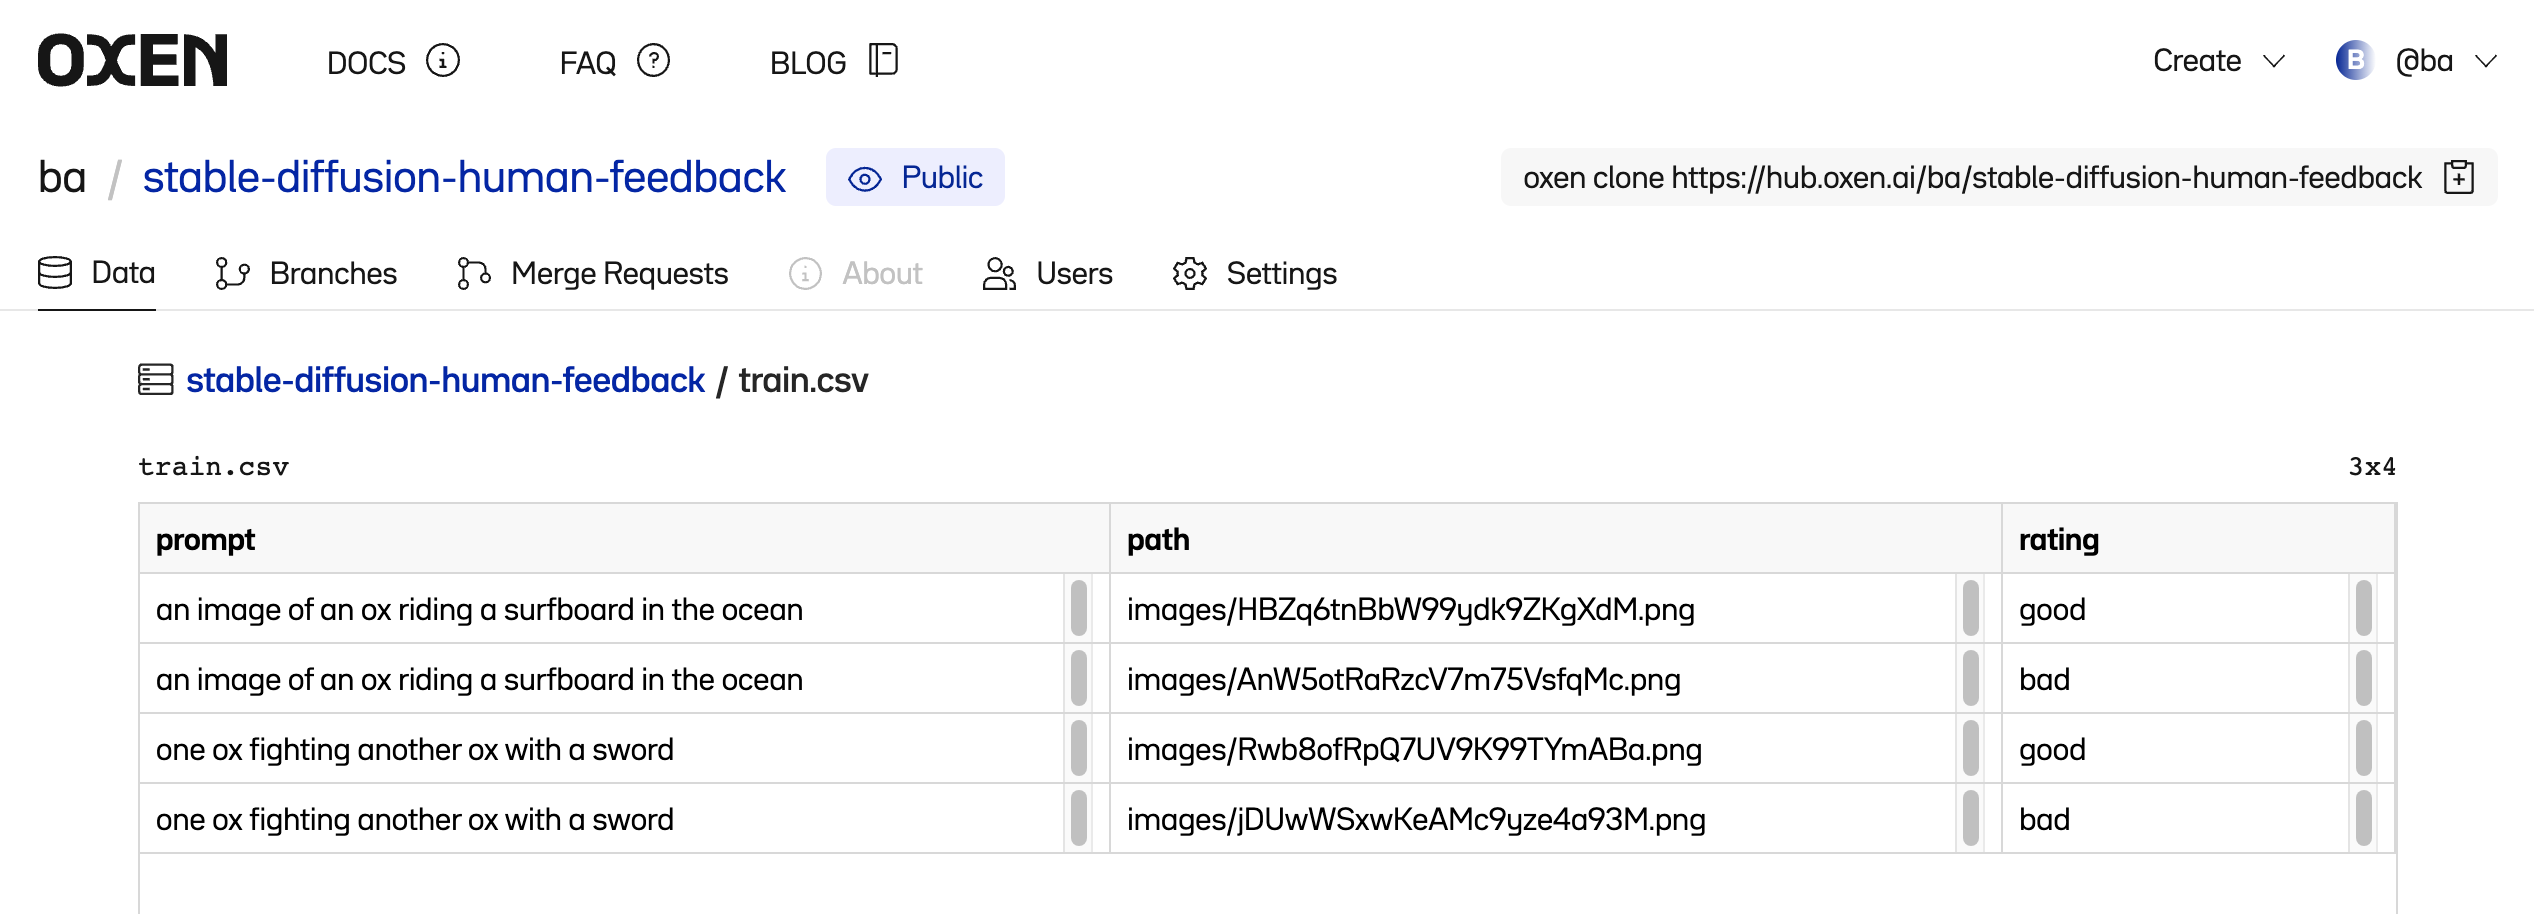 OXEN DOCS FAQ BLOG Create B @ba
ba / stable-diffusion-human-feedback Public oxen clone https://hub.oxen.ai/ba/stable-diffusion-human-feedback
Data Branches Merge Requests About Users Settings
stable-diffusion-human-feedback / train.csv
train.csv 3x4
prompt path rating
an image of an ox riding a surfboard in the ocean images/HBZq6tnBbW99ydk9ZKgXdM.png good
an image of an ox riding a surfboard in the ocean images/AnW5otRaRzcV7m75VsfqMc.png bad
one ox fighting another ox with a sword images/Rwb8ofRpQ7UV9K99TYmABa.png good
one ox fighting another ox with a sword images/jDUwWSxwKeAMc9yze4a93M.png bad